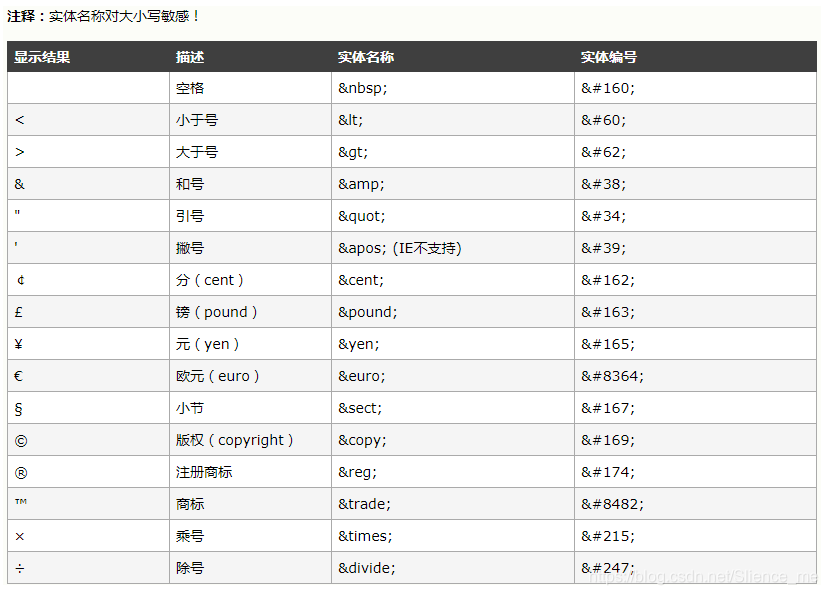 注释：实体名称对大小写敏感！
显示结果 描述 实体名称 实体编号
空格 &nbsp; &#160;
< 小于号 &lt; &#60;
> 大于号 &gt; &#62;
& 和号 &amp; &#38;
" 引号 &quot; &#34;
' 撇号 &apos; (IE不支持) &#39;
¢ 分（cent） &cent; &#162;
£ 镑（pound） &pound; &#163;
¥ 元（yen） &yen; &#165;
€ 欧元（euro） &euro; &#8364;
§ 小节 &sect; &#167;
© 版权（copyright） &copy; &#169;
® 注册商标 &reg; &#174;
™ 商标 &trade; &#8482;
× 乘号 &times; &#215;
÷ 除号 &divide; &#247;
https://blog.csdn.net/Sliance_me